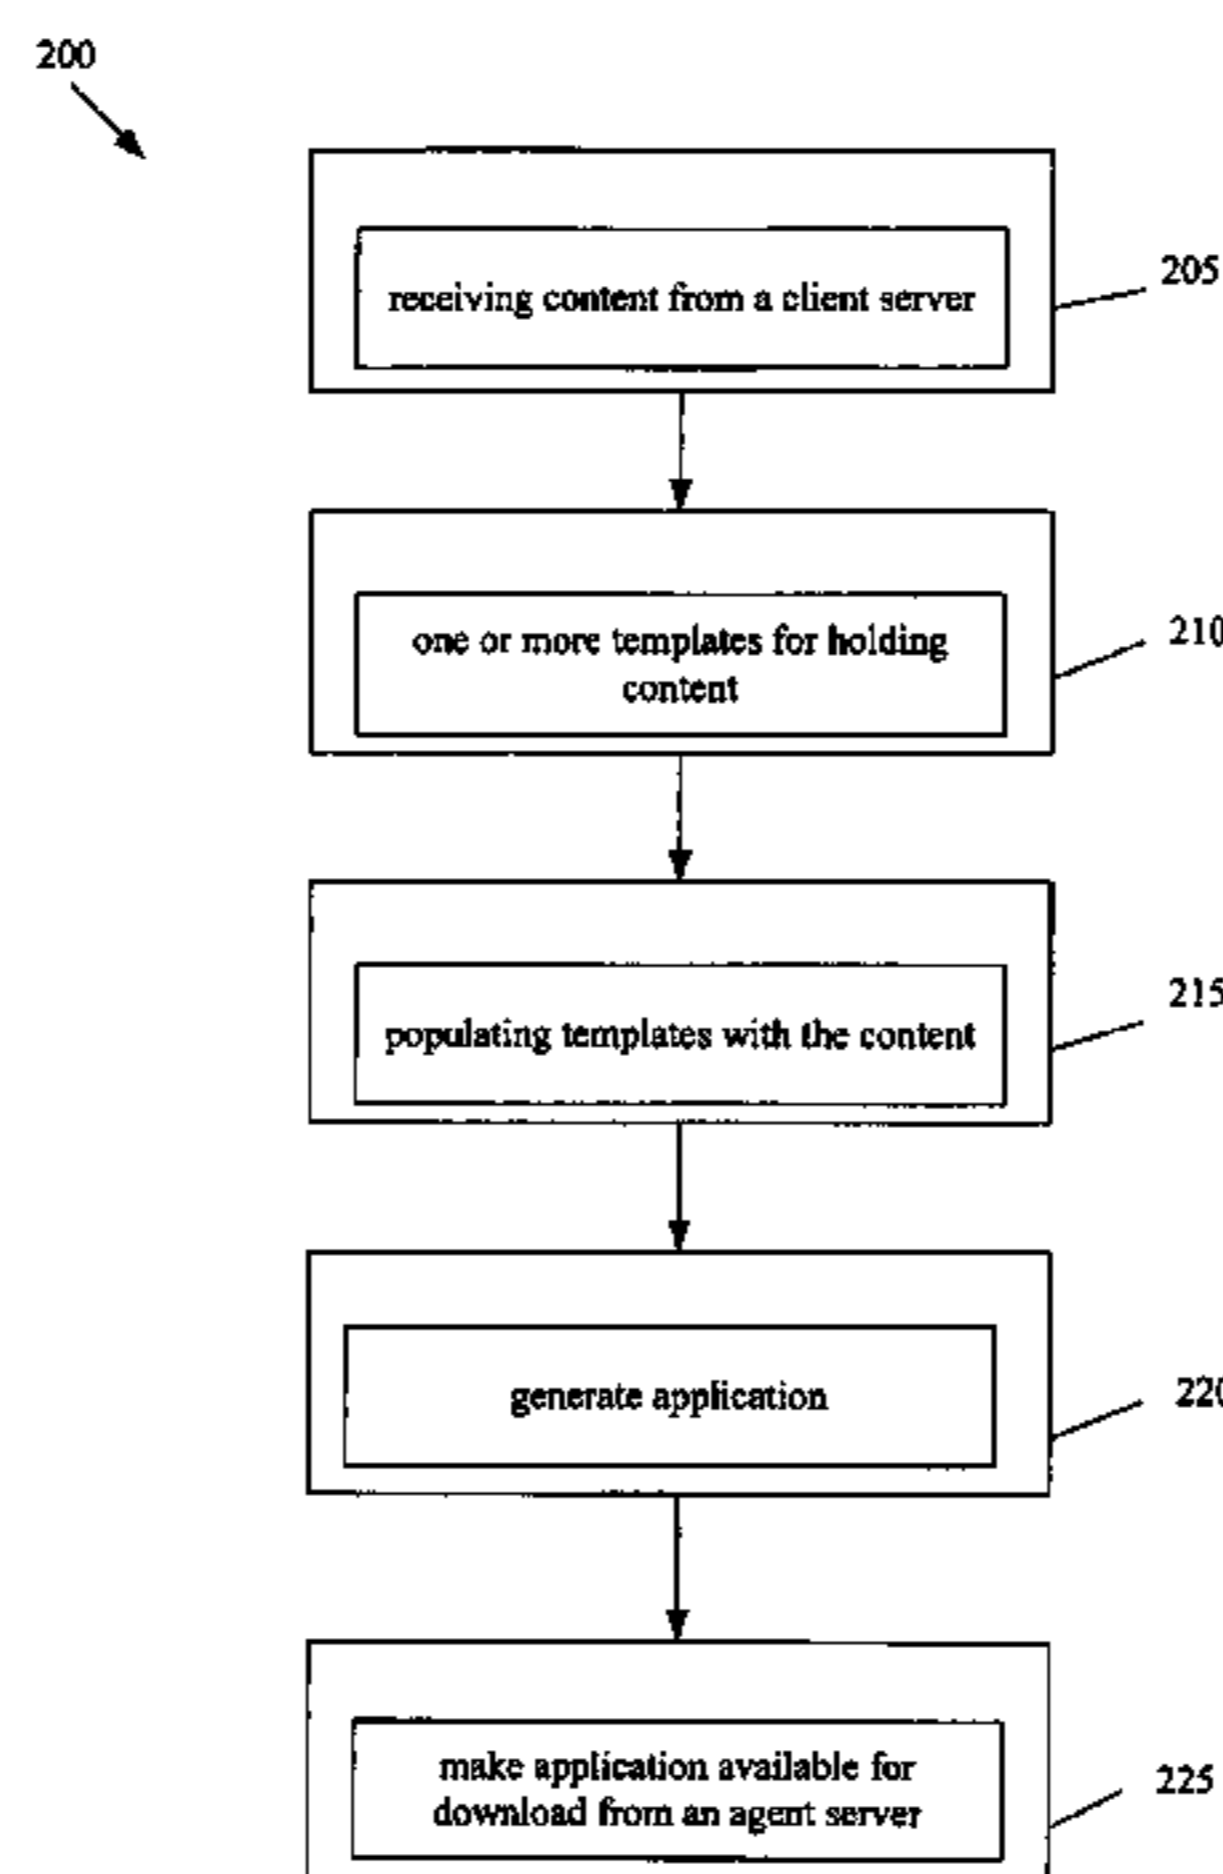 200
receiving content from a client server
205
one or more templates for holding
content
210
populating templates with the content
215
generate application
220
make application available for
download from an agent server
225